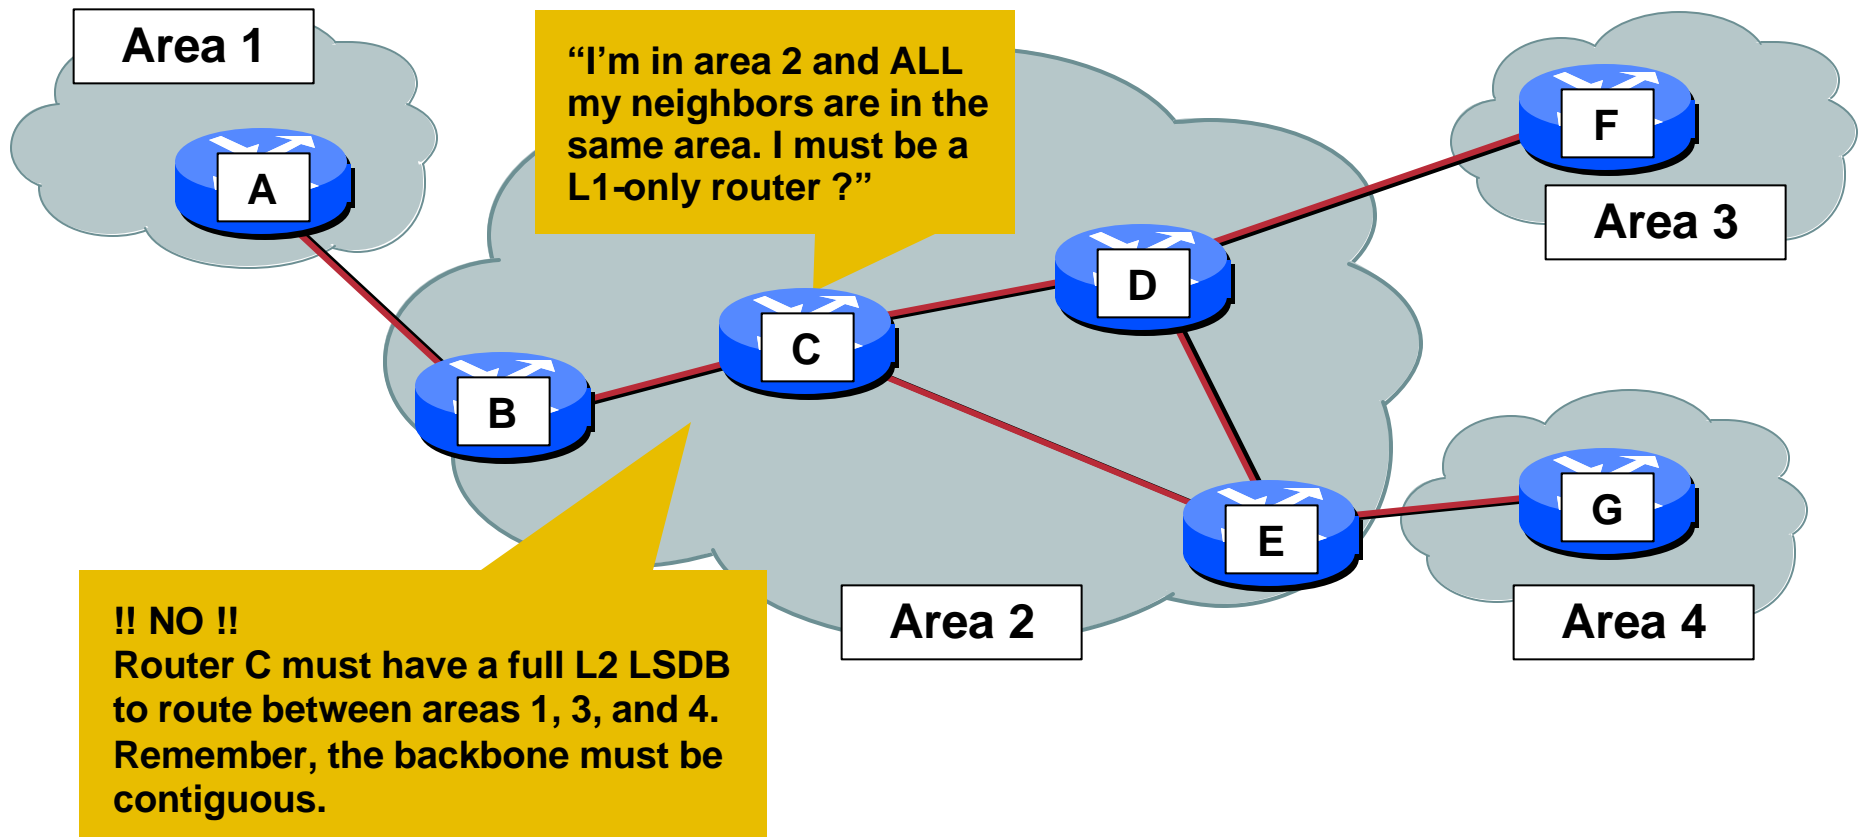 Area 1
“I’m in area 2 and ALL
my neighbors are in the
same area. I must be a
L1-only router ?”
F
Area 3
A
D
C
B
G
E
Area 4
Area 2
!! NO !!
Router C must have a full L2 LSDB
to route between areas 1, 3, and 4.
Remember, the backbone must be
contiguous.